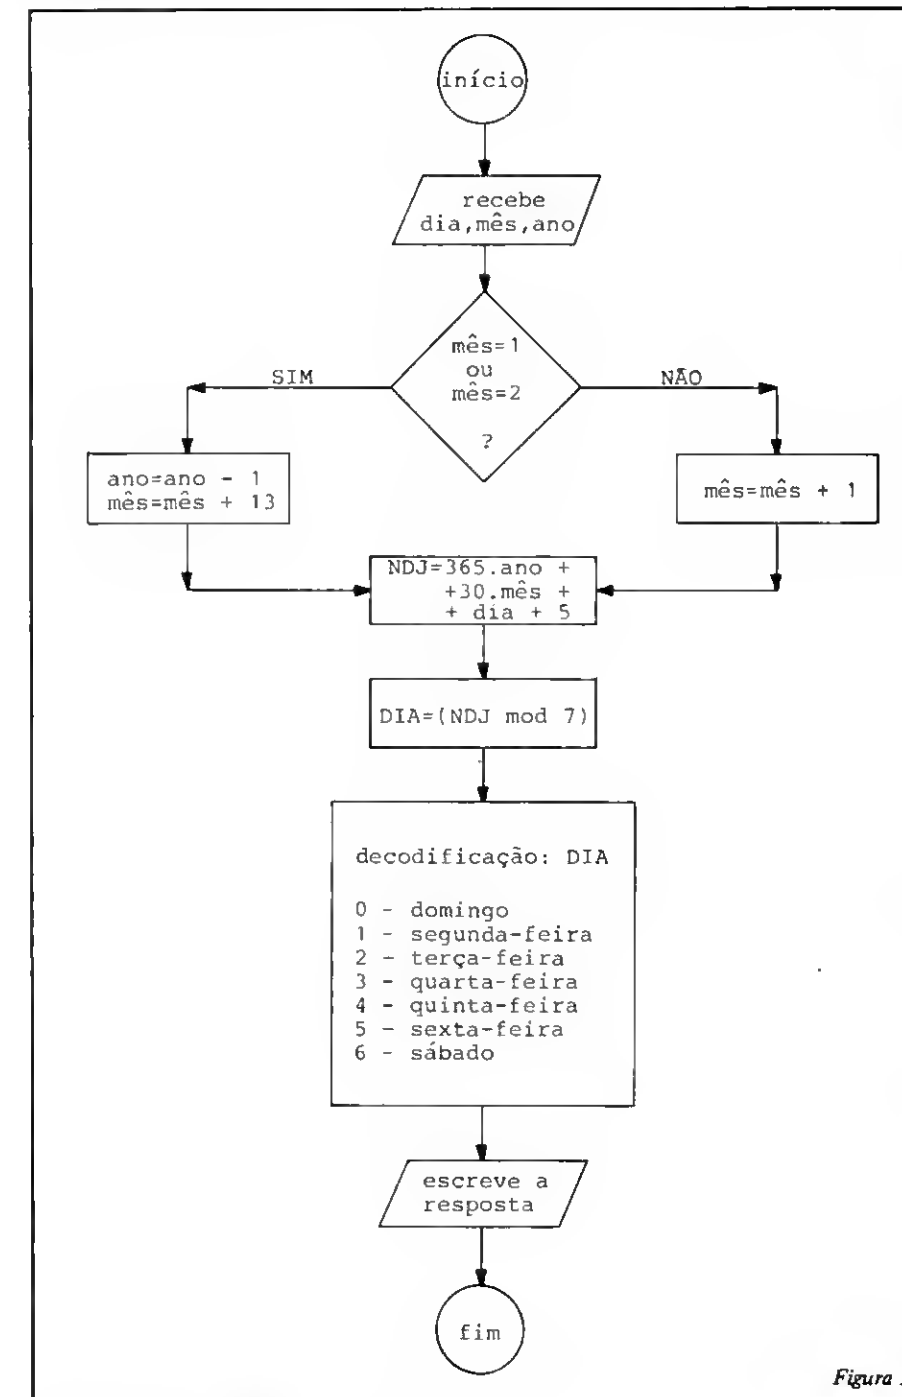 início
recebe
dia,mês,ano
mês=1
ou
mês=2
?
SIM
NÃO
ano=ano - 1
mês=mês + 13
mês=mês + 1
NDJ=365.ano +
+30.mês +
+ dia + 5
DIA=(NDJ mod 7)
decodificação: DIA
0 - domingo
1 - segunda-feira
2 - terça-feira
3 - quarta-feira
4 - quinta-feira
5 - sexta-feira
6 - sábado
escreve a
resposta
fim
Figura